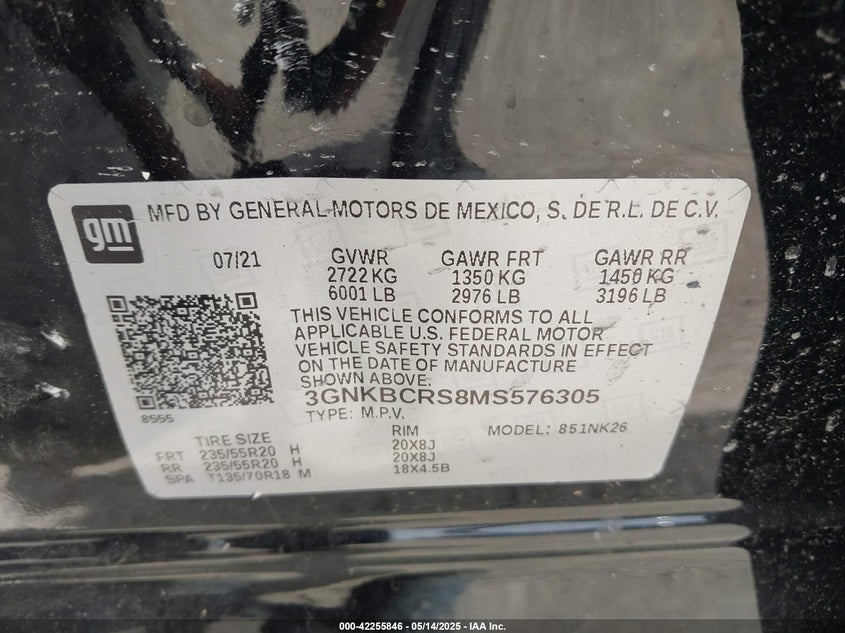 gm
MFD BY GENERAL MOTORS DE MEXICO, S. DE R.L. DE C.V.
07/21 GVWR GAWR FRT GAWR RR
2722 KG 1350 KG 1450 KG
6001 LB 2976 LB 3196 LB
THIS VEHICLE CONFORMS TO ALL
APPLICABLE U.S. FEDERAL MOTOR
VEHICLE SAFETY STANDARDS IN EFFECT
ON THE DATE OF MANUFACTURE
SHOWN ABOVE.
3GNKBCRS8MS576305
8555 TYPE: M.P.V.
TIRE SIZE RIM MODEL: 851NK26
FRT 235/55R20 H 20X8J
RR 235/55R20 H 20X8J
SPA T135/70R18 M 18X4.5B
000-42255846 - 05/14/2025 - IAA Inc.